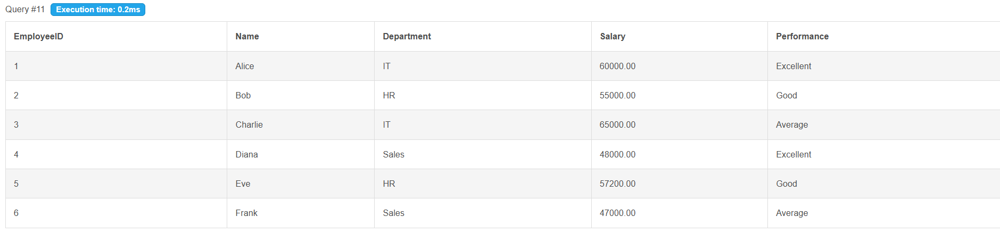 Query #11 Execution time: 0.2ms
EmployeeID Name Department Salary Performance
1 Alice IT 60000.00 Excellent
2 Bob HR 55000.00 Good
3 Charlie IT 65000.00 Average
4 Diana Sales 48000.00 Excellent
5 Eve HR 57200.00 Good
6 Frank Sales 47000.00 Average